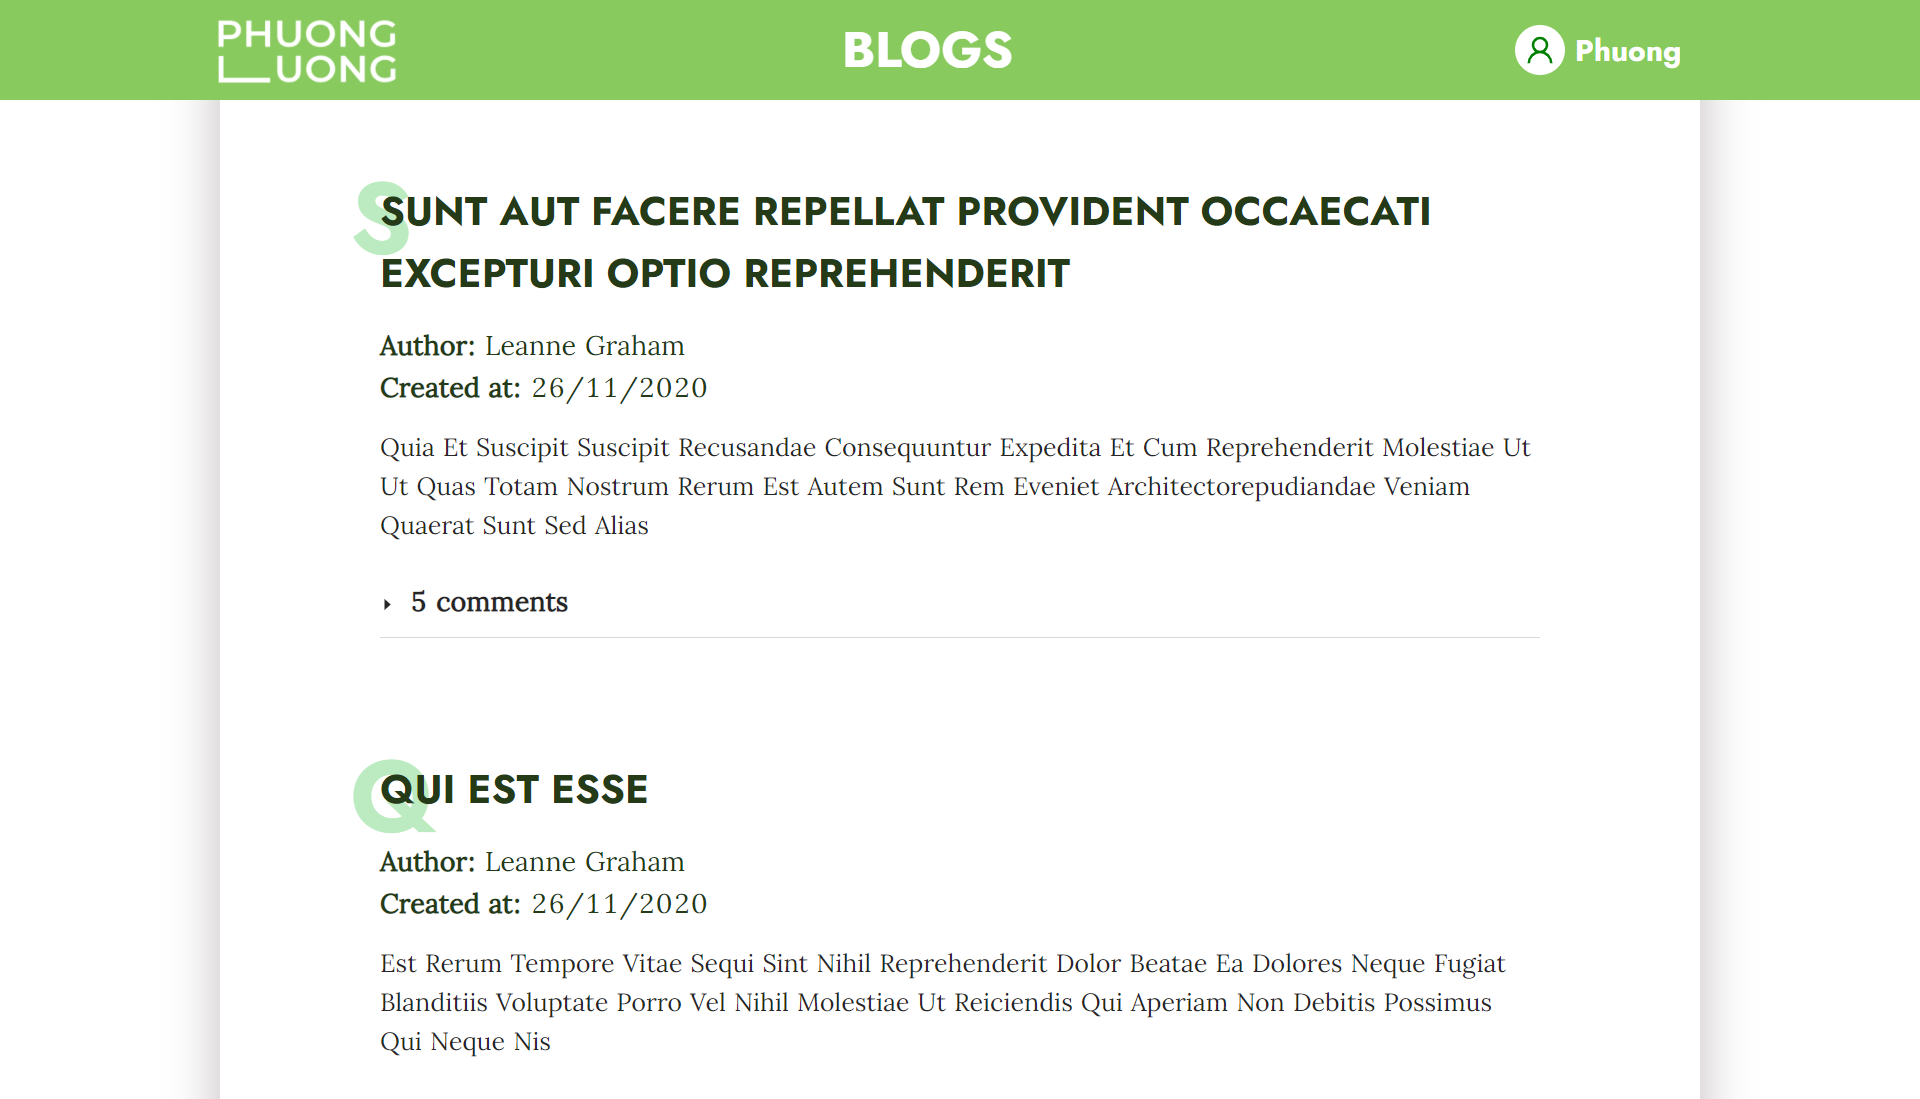 PHUONG
LUONG
BLOGS
Phuong
SUNT AUT FACERE REPELLAT PROVIDENT OCCAECATI
EXCEPTURI OPTIO REPREHENDERIT
Author: Leanne Graham
Created at: 26/11/2020
Quia Et Suscipit Suscipit Recusandae Consequuntur Expedita Et Cum Reprehenderit Molestiae Ut
Ut Quas Totam Nostrum Rerum Est Autem Sunt Rem Eveniet Architectorepudiandae Veniam
Quaerat Sunt Sed Alias
5 comments
QUI EST ESSE
Author: Leanne Graham
Created at: 26/11/2020
Est Rerum Tempore Vitae Sequi Sint Nihil Reprehenderit Dolor Beatae Ea Dolores Neque Fugiat
Blanditiis Voluptate Porro Vel Nihil Molestiae Ut Reiciendis Qui Aperiam Non Debitis Possimus
Qui Neque Nis